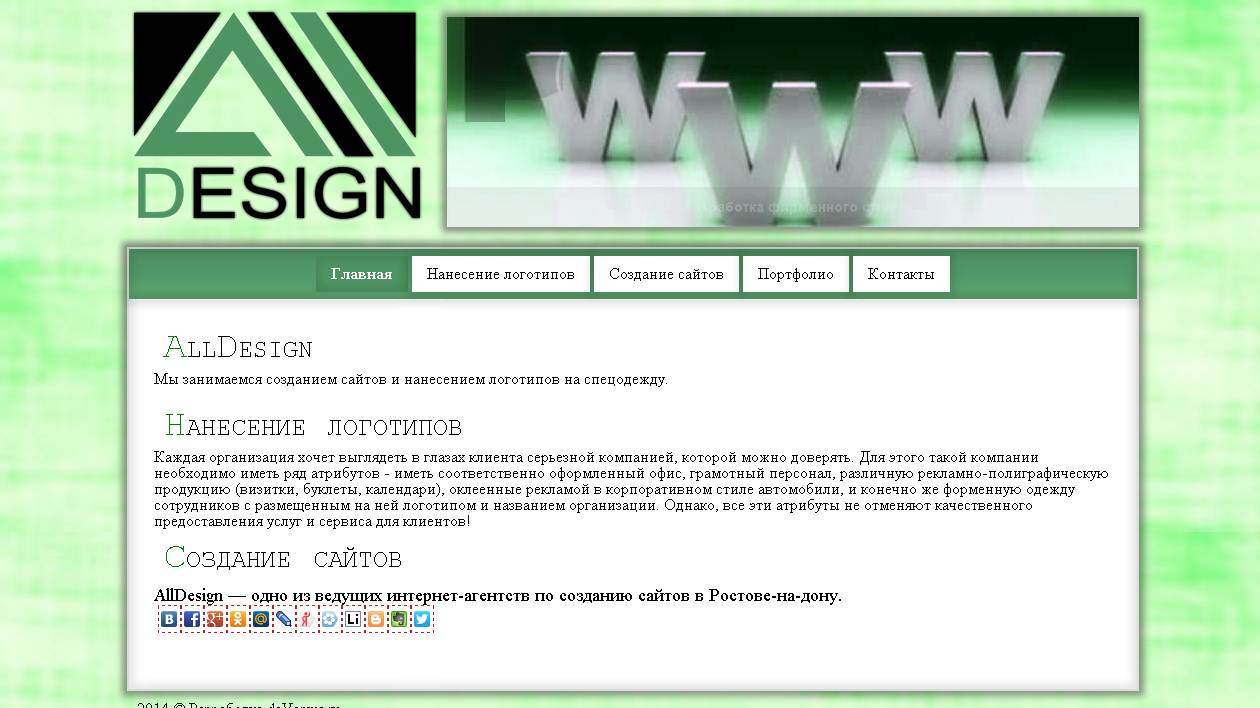 All
DESIGN
WWW
Главная
Нанесение логотипов
Создание сайтов
Портфолио
Контакты
AllDesign
Мы занимаемся созданием сайтов и нанесением логотипов на спецодежду.
Нанесение логотипов
Каждая организация хочет выглядеть в глазах клиента серьезной компанией, которой можно доверять. Для этого такой компании
необходимо иметь ряд атрибутов - иметь соответственно оформленный офис, грамотный персонал, различную рекламно-полиграфическую
продукцию (визитки, буклеты, календари), оклеенные рекламой в корпоративном стиле автомобили, и конечно же форменную одежду
сотрудников с размещенным на ней логотипом и названием организации. Однако, все эти атрибуты не отменяют качественного
предоставления услуг и сервиса для клиентов!
Создание сайтов
AllDesign — одно из ведущих интернет-агентств по созданию сайтов в Ростове-на-дону.
2014 ©